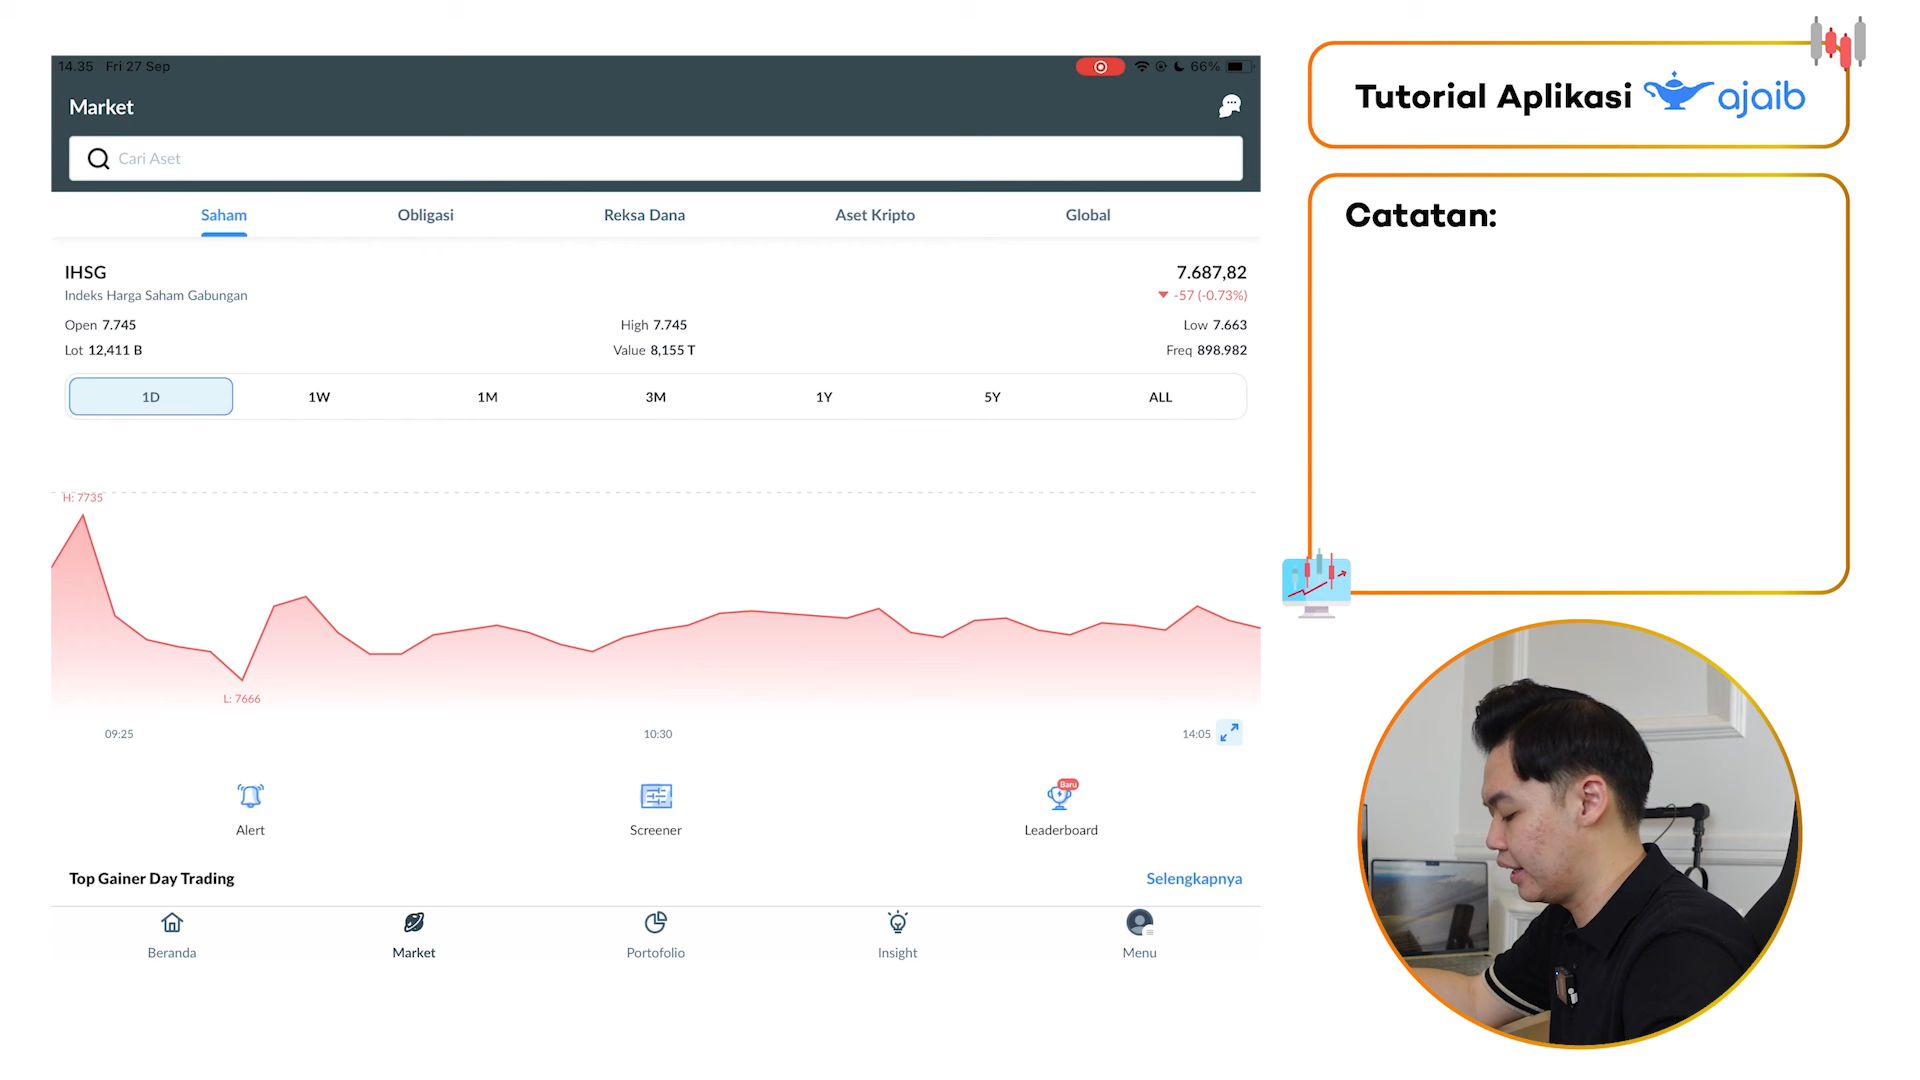 14.35 Fri 27 Sep
66%
Market
Cari Aset
Saham Obligasi Reksa Dana Aset Kripto Global
IHSG 7.687,82
Indeks Harga Saham Gabungan -57 (-0.73%)
Open 7.745 High 7.745 Low 7.663
Lot 12,411 B Value 8,155 T Freq 898.982
1D 1W 1M 3M 1Y 5Y ALL
H: 7735
L: 7666
09:25 10:30 14:05
Baru
Alert Screener Leaderboard
Top Gainer Day Trading Selengkapnya
Beranda Market Portofolio Insight Menu
Tutorial Aplikasi ajaib
Catatan: